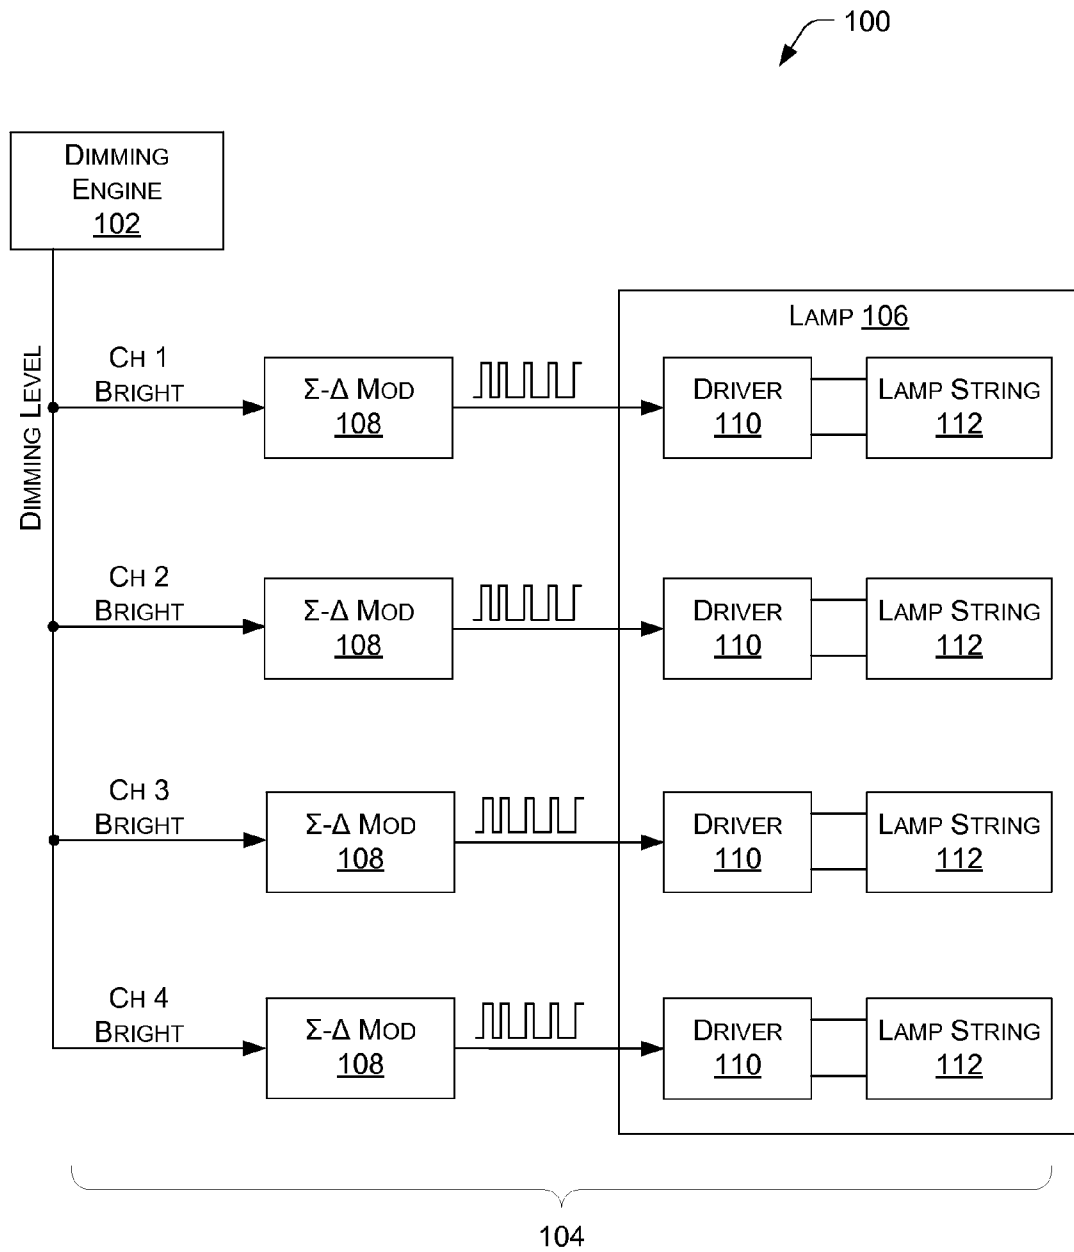 100
DIMMING
ENGINE
102
DIMMING LEVEL
LAMP 106
CH 1
BRIGHT
Σ-Δ MOD
108
DRIVER
110
LAMP STRING
112
CH 2
BRIGHT
Σ-Δ MOD
108
DRIVER
110
LAMP STRING
112
CH 3
BRIGHT
Σ-Δ MOD
108
DRIVER
110
LAMP STRING
112
CH 4
BRIGHT
Σ-Δ MOD
108
DRIVER
110
LAMP STRING
112
104